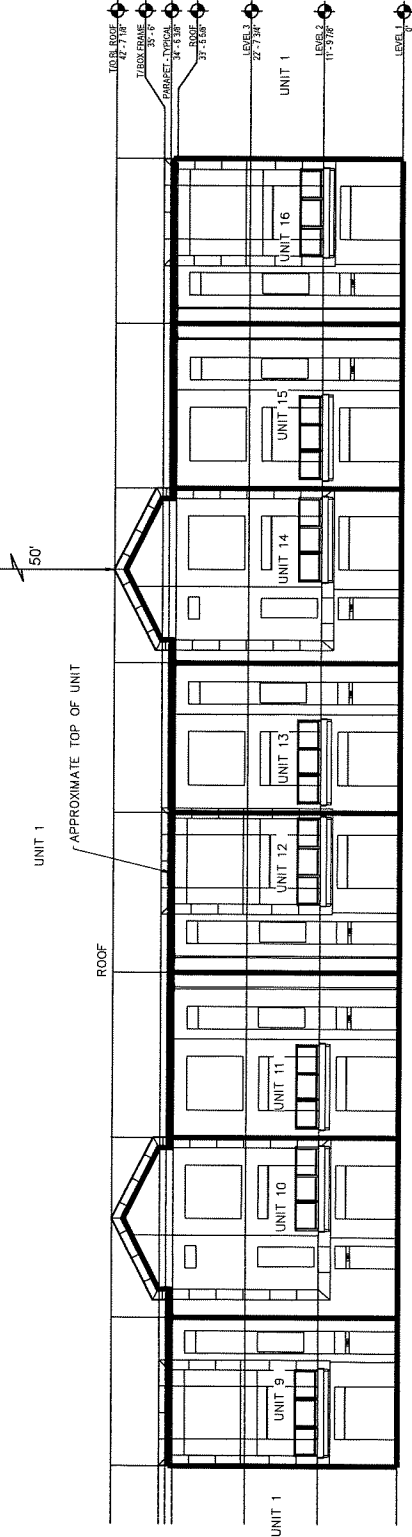 50'
UNIT 1
APPROXIMATE TOP OF UNIT
ROOF
T/O RL ROOF
42' - 7 1/8"
T/BOX FRAME
35' - 6"
PARAPET - TYPICAL
34' - 6 3/8"
ROOF
33' - 5 5/8"
LEVEL 3
22' - 7 3/4"
LEVEL 2
11' - 9 7/8"
LEVEL 1
0"
UNIT 1
UNIT 9
UNIT 10
UNIT 11
UNIT 12
UNIT 13
UNIT 14
UNIT 15
UNIT 16
UNIT 1